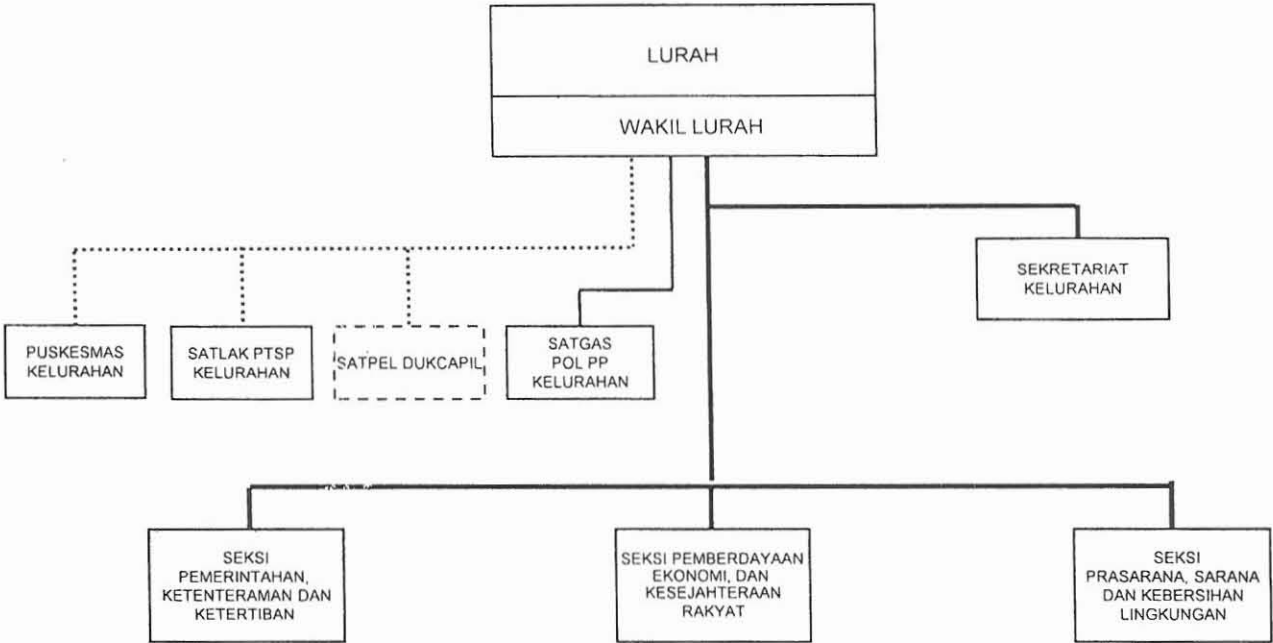 LURAH
WAKIL LURAH
SEKRETARIAT
KELURAHAN
PUSKESMAS
KELURAHAN
SATLAK PTSP
KELURAHAN
SATPEL DUKCAPIL
SATGAS
POL PP
KELURAHAN
SEKSI
PEMERINTAHAN,
KETENTERAMAN DAN
KETERTIBAN
SEKSI PEMBERDAYAAN
EKONOMI, DAN
KESEJAHTERAAN
RAKYAT
SEKSI
PRASARANA, SARANA
DAN KEBERSIHAN
LINGKUNGAN